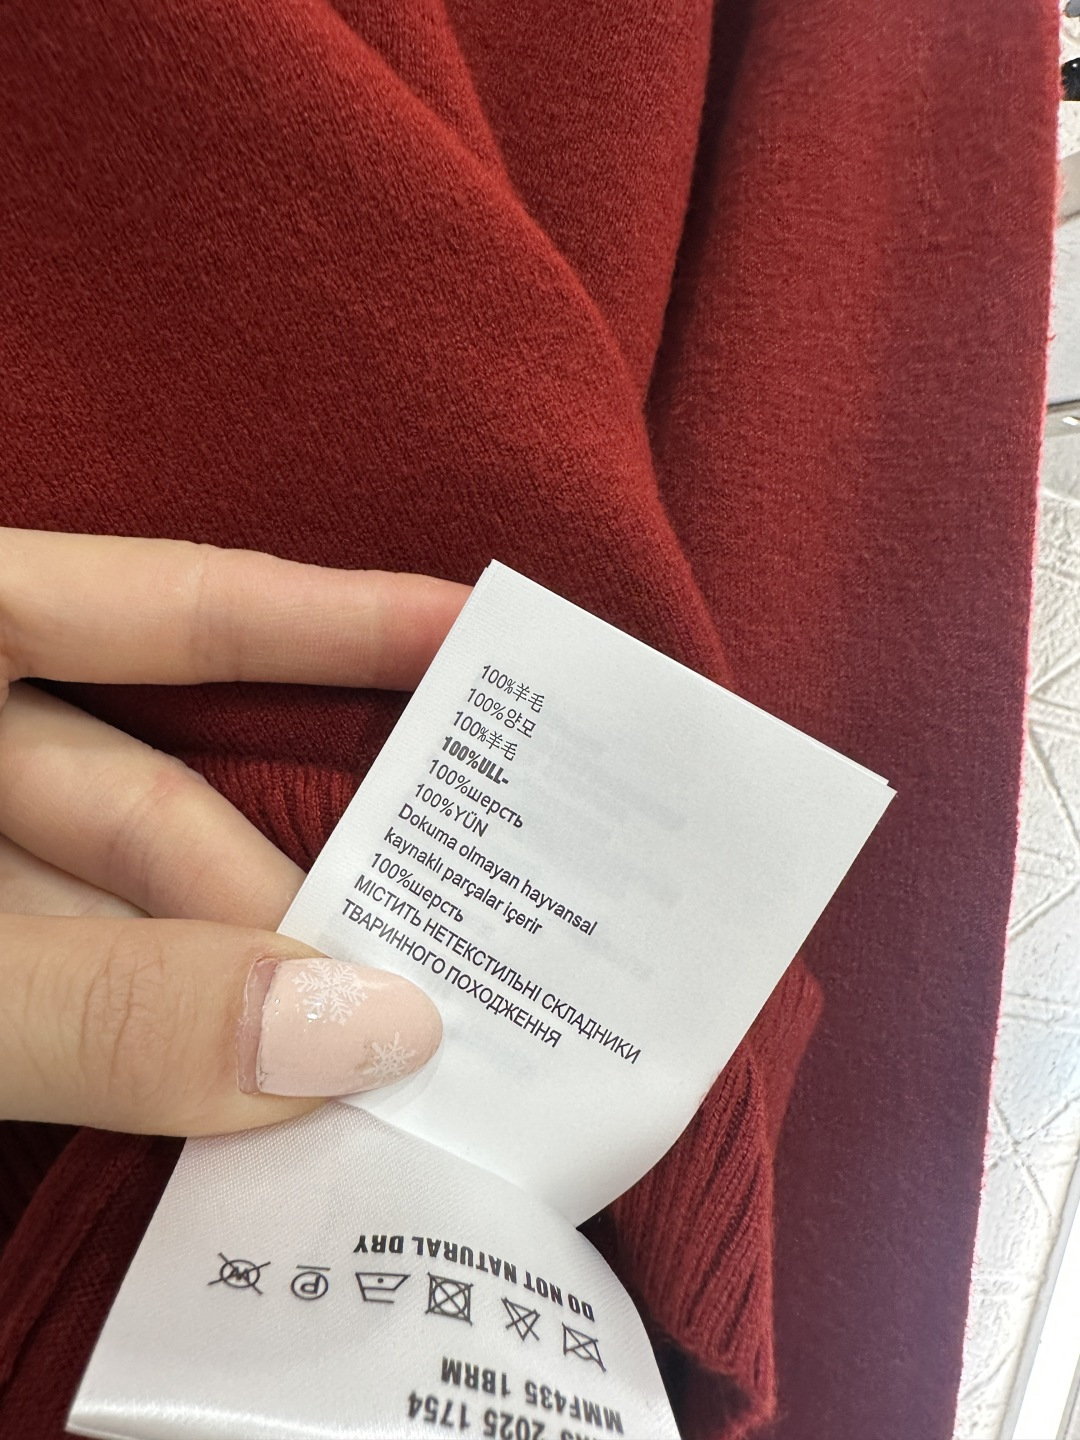 100%羊毛
100%양모
100%羊毛
100%ULL-
100%шерсть
100%YÜN
Dokuma olmayan hayvansal
kaynaklı parçalar içerir
100%шерсть
МІСТИТЬ НЕТЕКСТИЛЬНІ СКЛАДНИКИ
ТВАРИННОГО ПОХОДЖЕННЯ
2025 1754
MMF435 1BRM
P W
DO NOT NATURAL DRY